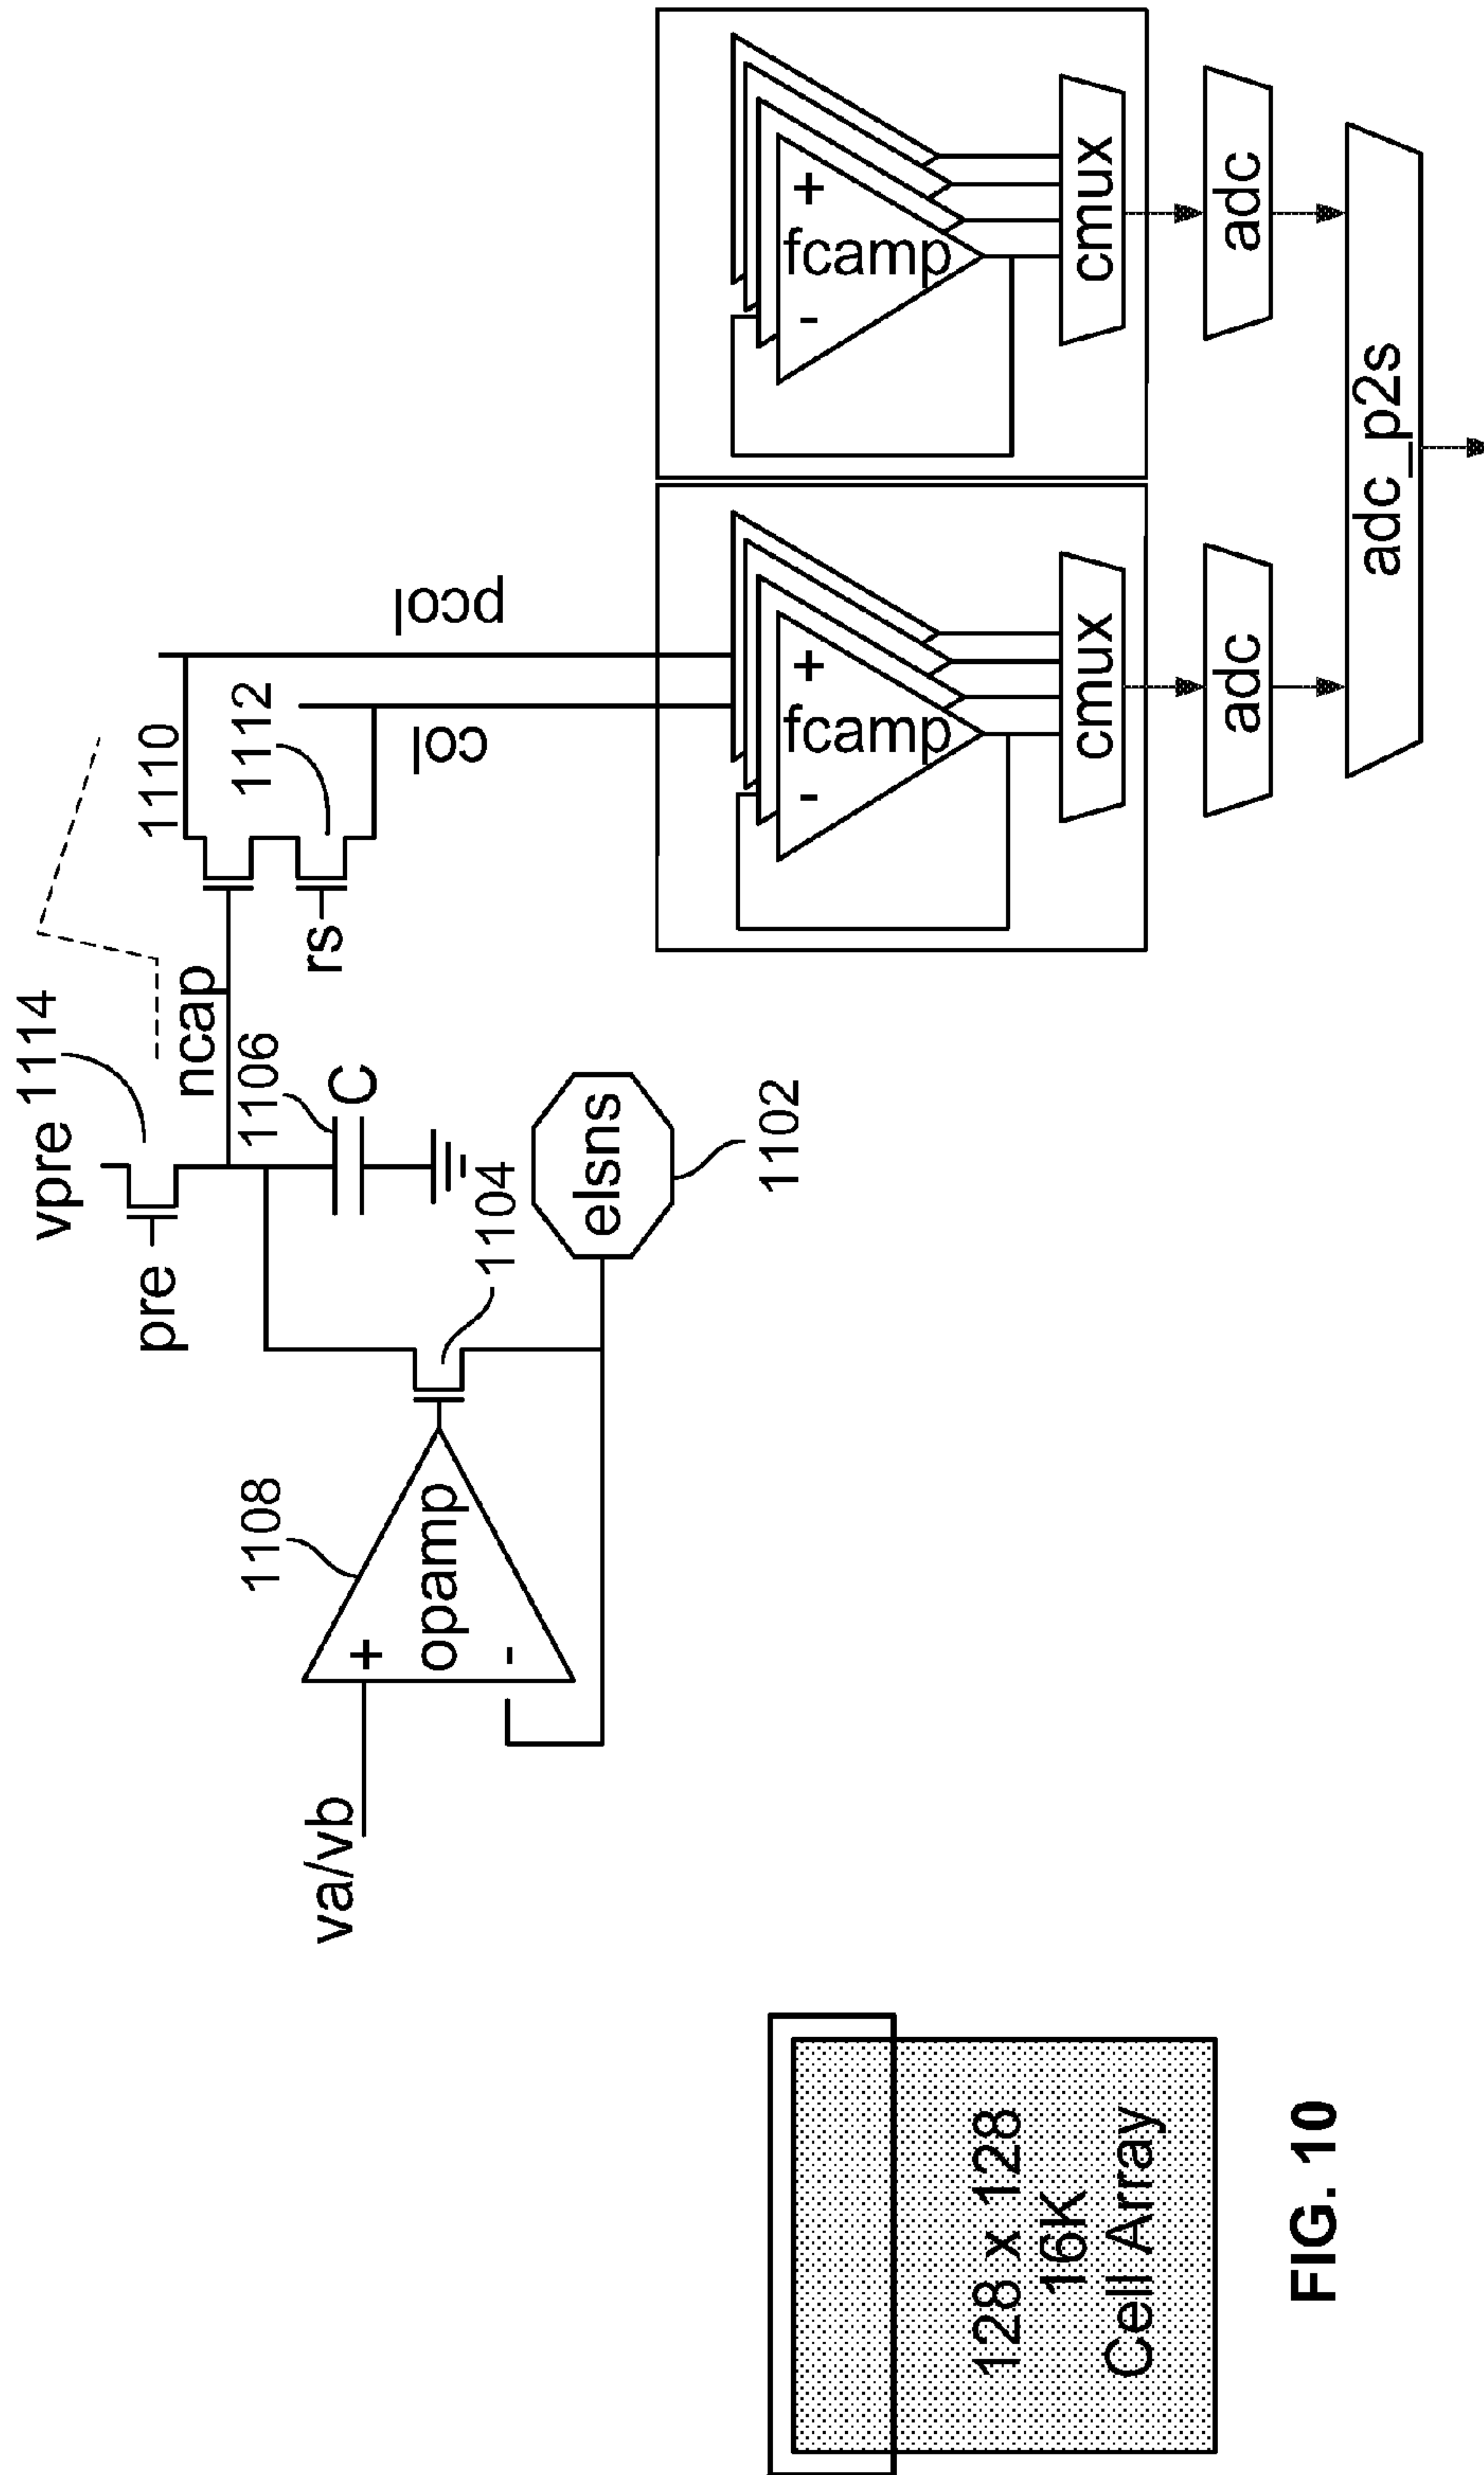 vpre
1114
pre
ncap
1110
1106
C
1112
rs
pcol
col
1108
va/vb
+
opamp
-
1104
elsns
1102
-
fcamp
+
-
fcamp
+
cmux
cmux
adc
adc
adc_p2s
128 x 128
16K
Cell Array
FIG. 10